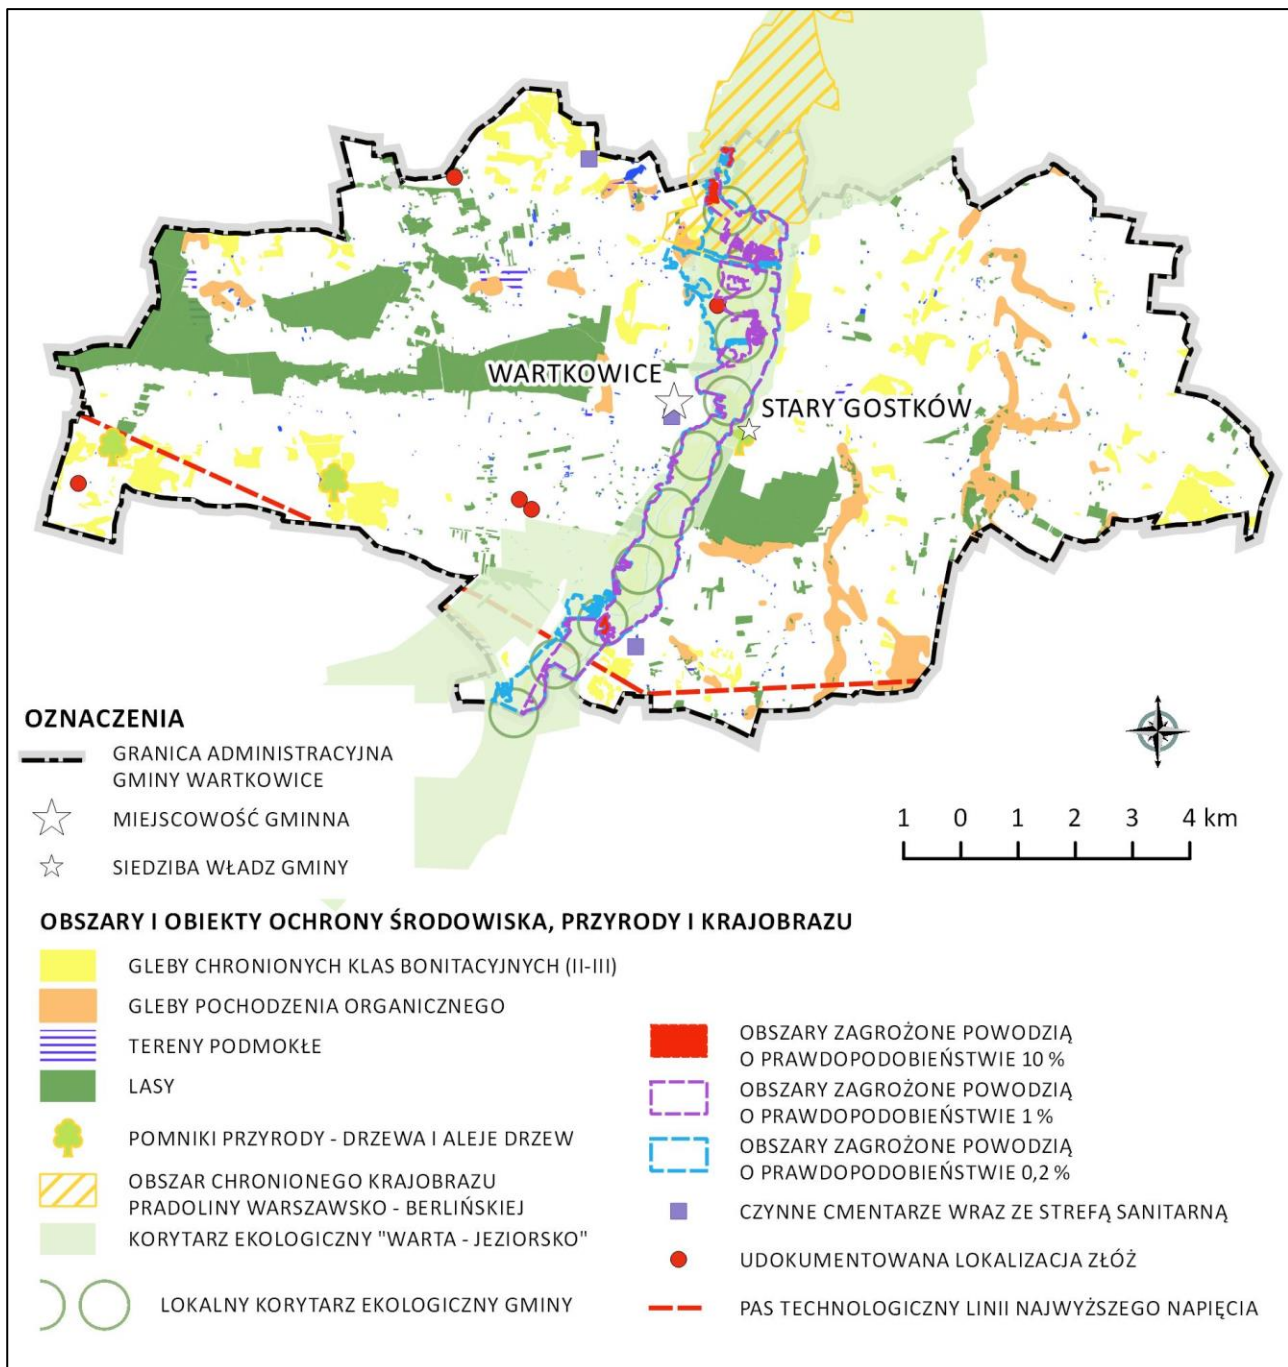 WARTKOWICE
STARY GOSTKÓW
OZNACZENIA
GRANICA ADMINISTRACYJNA
GMINY WARTKOWICE
MIEJSCOWOŚĆ GMINNA
SIEDZIBA WŁADZ GMINY
1 0 1 2 3 4 km
OBSZARY I OBIEKTY OCHRONY ŚRODOWISKA, PRZYRODY I KRAJOBRAZU
GLEBY CHRONIONYCH KLAS BONITACYJNYCH (II-III)
GLEBY POCHODZENIA ORGANICZNEGO
TERENY PODMOKŁE
LASY
POMNIKI PRZYRODY - DRZEWA I ALEJE DRZEW
OBSZAR CHRONIONEGO KRAJOBRAZU
PRADOLINY WARSZAWSKO - BERLIŃSKIEJ
KORYTARZ EKOLOGICZNY "WARTA - JEZIORSKO"
LOKALNY KORYTARZ EKOLOGICZNY GMINY
OBSZARY ZAGROŻONE POWODZIĄ
O PRAWDOPODOBIEŃSTWIE 10 %
OBSZARY ZAGROŻONE POWODZIĄ
O PRAWDOPODOBIEŃSTWIE 1 %
OBSZARY ZAGROŻONE POWODZIĄ
O PRAWDOPODOBIEŃSTWIE 0,2 %
CZYNNE CMENTARZE WRAZ ZE STREFĄ SANITARNĄ
UDOKUMENTOWANA LOKALIZACJA ZŁÓŻ
PAS TECHNOLOGICZNY LINII NAJWYŻSZEGO NAPIĘCIA